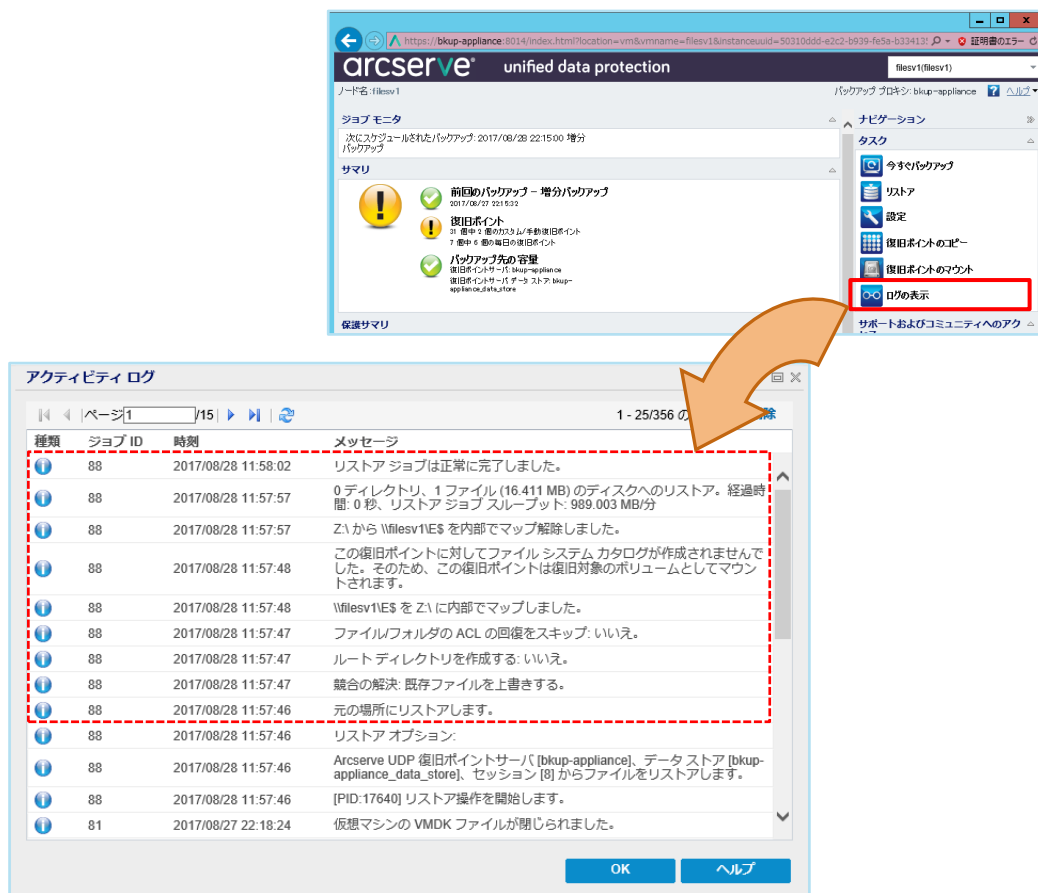 https://bkup-appliance:8014/index.html?location=vm&vmname=filesv1&instanceuuid=50310ddd-e2c2-b939-fe5a-b33413
証明書のエラー
arcserve® unified data protection
filesv1(filesv1)
ノード名:filesv1
バックアップ プロキシ: bkup-appliance
ヘルプ
ジョブ モニタ
次にスケジュールされたバックアップ: 2017/08/28 22:15:00 増分
バックアップ
サマリ
前回のバックアップ - 増分バックアップ
2017/08/27 22:15:32
復旧ポイント
31 個中 2 個のカスタム/手動復旧ポイント
7 個中 6 個の毎日の復旧ポイント
バックアップ先の容量
復旧ポイントサーバ: bkup-appliance
復旧ポイントサーバ データ ストア: bkup-
appliance_data_store
保護サマリ
ナビゲーション
タスク
今すぐバックアップ
リストア
設定
復旧ポイントのコピー
復旧ポイントのマウント
ログの表示
サポートおよびコミュニティへのアク
アクティビティ ログ
ページ 1 /15
1 - 25/356 の
除
種類 ジョブ ID 時刻 メッセージ
88 2017/08/28 11:58:02 リストア ジョブは正常に完了しました。
88 2017/08/28 11:57:57 0 ディレクトリ、1 ファイル (16.411 MB) のディスクへのリストア。経過時
間: 0 秒、リストア ジョブ スループット: 989.003 MB/分
88 2017/08/28 11:57:57 Z:\ から \\filesv1\E$ を内部でマップ解除しました。
88 2017/08/28 11:57:48 この復旧ポイントに対してファイル システム カタログが作成されませんで
した。そのため、この復旧ポイントは復旧対象のボリュームとしてマウン
トされます。
88 2017/08/28 11:57:48 \\filesv1\E$ を Z:\ に内部でマップしました。
88 2017/08/28 11:57:47 ファイル/フォルダの ACL の回復をスキップ: いいえ。
88 2017/08/28 11:57:47 ルート ディレクトリを作成する: いいえ。
88 2017/08/28 11:57:47 競合の解決: 既存ファイルを上書きする。
88 2017/08/28 11:57:46 元の場所にリストアします。
88 2017/08/28 11:57:46 リストア オプション:
88 2017/08/28 11:57:46 Arcserve UDP 復旧ポイントサーバ [bkup-appliance]、データ ストア [bkup-
appliance_data_store]、セッション [8] からファイルをリストアします。
88 2017/08/28 11:57:46 [PID:17640] リストア操作を開始します。
81 2017/08/27 22:18:24 仮想マシンの VMDK ファイルが閉じられました。
OK
ヘルプ